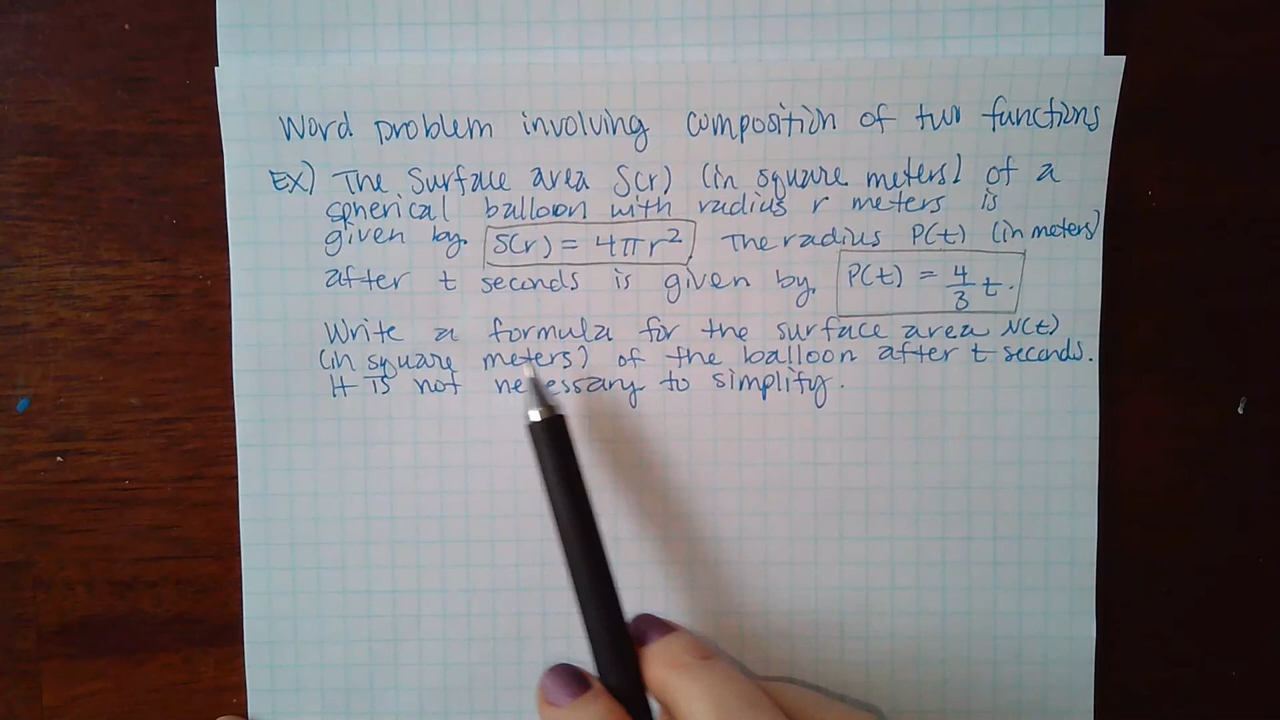 Word problem involving composition of two functions
Ex) The surface area S(r) (in square meters) of a
spherical balloon with radius r meters is
given by S(r) = 4πr². The radius P(t) (in meters)
after t seconds is given by P(t) = 4/3 t.
Write a formula for the surface area N(t)
(in square meters) of the balloon after t seconds.
It is not necessary to simplify.